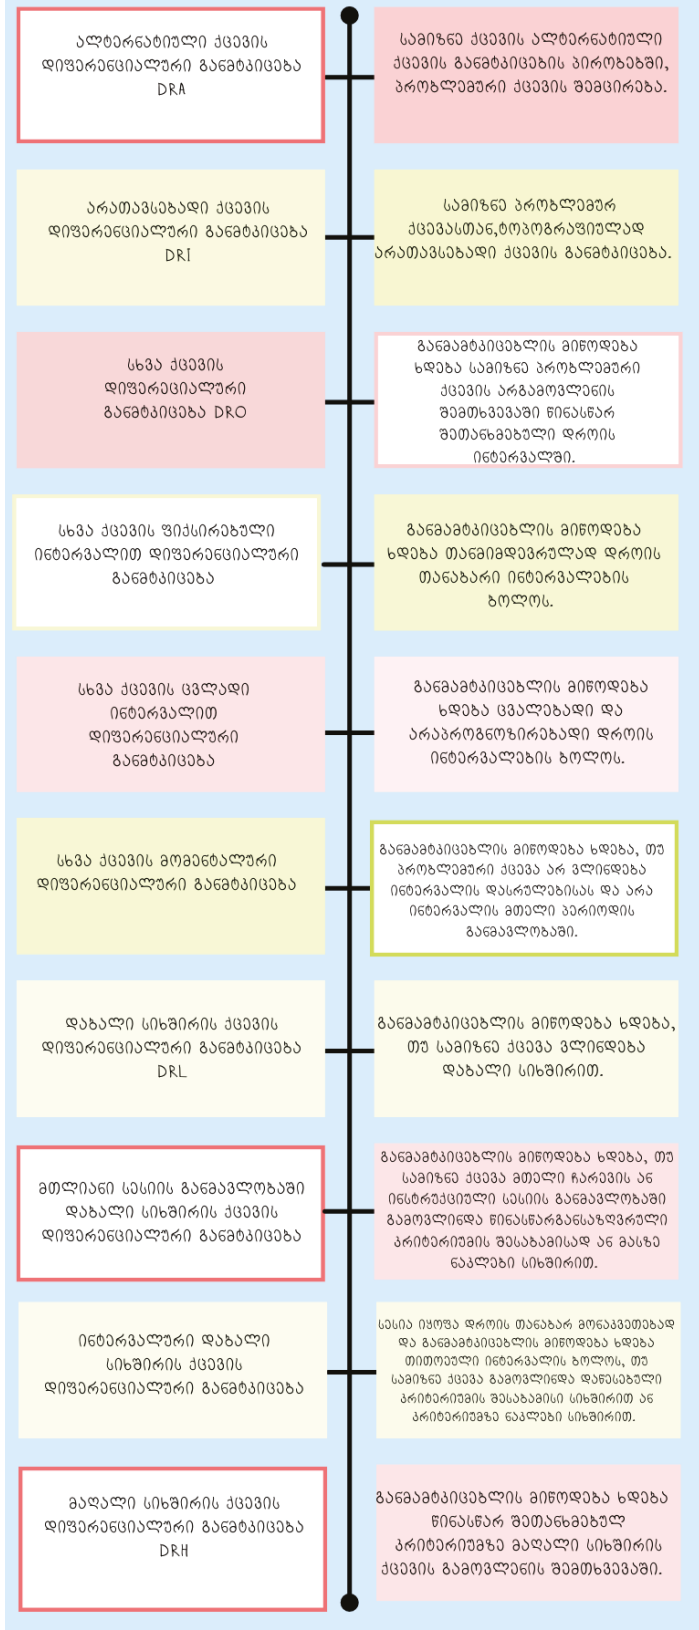 ალტერნატიული ქცევის
დიფერენციალური განმტკიცება
DRA
სამიზნე ქცევის ალტერნატიული
ქცევის განმტკიცების პირობებში,
პრობლემური ქცევის შემცირება.
არათავსებადი ქცევის
დიფერენციალური განმტკიცება
DRI
სამიზნე პრობლემურ
ქცევასთან,ტოპოგრაფიულად
არათავსებადი ქცევის განმტკიცება.
სხვა ქცევის
დიფერეციალური
განმტკიცება DRO
განმამტკიცებლის მიწოდება
ხდება სამიზნე პრობლემური
ქცევის არგამოვლენის
შემთხვევაში წინასწარ
შეთანხმებული დროის
ინტერვალში.
სხვა ქცევის ფიქსირებული
ინტერვალით დიფერენციალური
განმტკიცება
განმამტკიცებლის მიწოდება
ხდება თანმიმდევრულად დროის
თანაბარი ინტერვალების
ბოლოს.
სხვა ქცევის ცვლადი
ინტერვალით
დიფერენციალური
განმტკიცება
განმამტკიცებლის მიწოდება
ხდება ცვალებადი და
არაპროგნოზირებადი დროის
ინტერვალების ბოლოს.
სხვა ქცევის მომენტალური
დიფერენციალური განმტკიცება
განმამტკიცებლის მიწოდება ხდება, თუ
პრობლემური ქცევა არ ვლინდება
ინტერვალის დასრულებისას და არა
ინტერვალის მთელი პერიოდის
განმავლობაში.
დაბალი სიხშირის ქცევის
დიფერენციალური განმტკიცება
DRL
განმამტკიცებლის მიწოდება ხდება,
თუ სამიზნე ქცევა ვლინდება
დაბალი სიხშირით.
მთლიანი სესიის განმავლობაში
დაბალი სიხშირის ქცევის
დიფერენციალური განმტკიცება
განმამტკიცებლის მიწოდება ხდება, თუ
სამიზნე ქცევა მთელი ჩარევის ან
ინსტრუქციული სესიის განმავლობაში
გამოვლინდა წინასწარგანსაზღვრული
კრიტერიუმის შესაბამისად ან მასზე
ნაკლები სიხშირით.
ინტერვალური დაბალი
სიხშირის ქცევის
დიფერენციალური განმტკიცება
სესია იყოფა დროის თანაბარ მონაკვეთებად
და განმამტკიცებლის მიწოდება ხდება
თითოეული ინტერვალის ბოლოს, თუ
სამიზნე ქცევა გამოვლინდა დაწესებული
კრიტერიუმის შესაბამისი სიხშირით ან
კრიტერიუმზე ნაკლები სიხშირით.
მაღალი სიხშირის ქცევის
დიფერენციალური განმტკიცება
DRH
განმამტკიცებლის მიწოდება ხდება
წინასწარ შეთანხმებულ
კრიტერიუმზე მაღალი სიხშირის
ქცევის გამოვლენის შემთხვევაში.